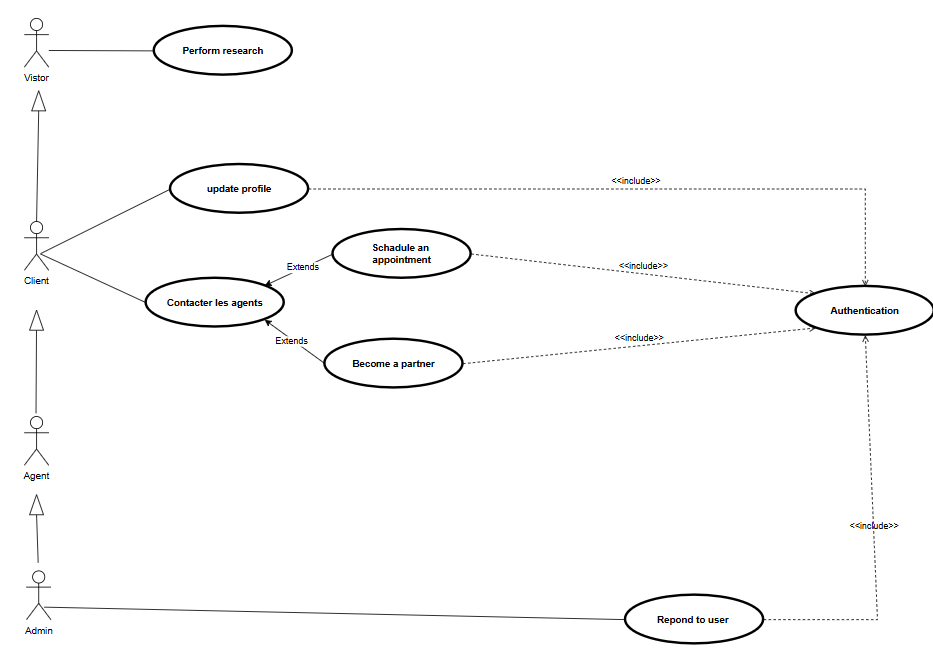 Perform research
Vistor
update profile
<<include>>
Schadule an
appointment
<<include>>
Extends
Client
Contacter les agents
Authentication
<<include>>
Extends
Become a partner
Agent
<<include>>
Admin
Repond to user